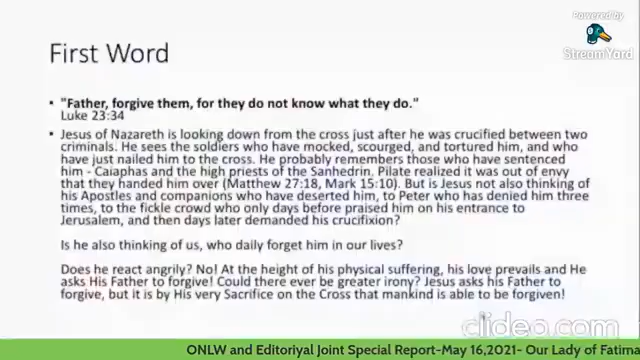 Powered by
StreamYard
First Word
• "Father, forgive them, for they do not know what they do."
Luke 23:34
• Jesus of Nazareth is looking down from the cross just after he was crucified between two
criminals. He sees the soldiers who have mocked, scourged, and tortured him, and who
have just nailed him to the cross. He probably remembers those who have sentenced
him - Caiaphas and the high priests of the Sanhedrin. Pilate realized it was out of envy
that they handed him over (Matthew 27:18, Mark 15:10). But is Jesus not also thinking of
his Apostles and companions who have deserted him, to Peter who has denied him three
times, to the fickle crowd who only days before praised him on his entrance to
Jerusalem, and then days later demanded his crucifixion?
Is he also thinking of us, who daily forget him in our lives?
Does he react angrily? No! At the height of his physical suffering, his love prevails and He
asks His Father to forgive! Could there ever be greater irony? Jesus asks his Father to
forgive, but it is by His very Sacrifice on the Cross that mankind is able to be forgiven!
clideo.com
ONLW and Editoriyal Joint Special Report-May 16,2021- Our Lady of Fatima